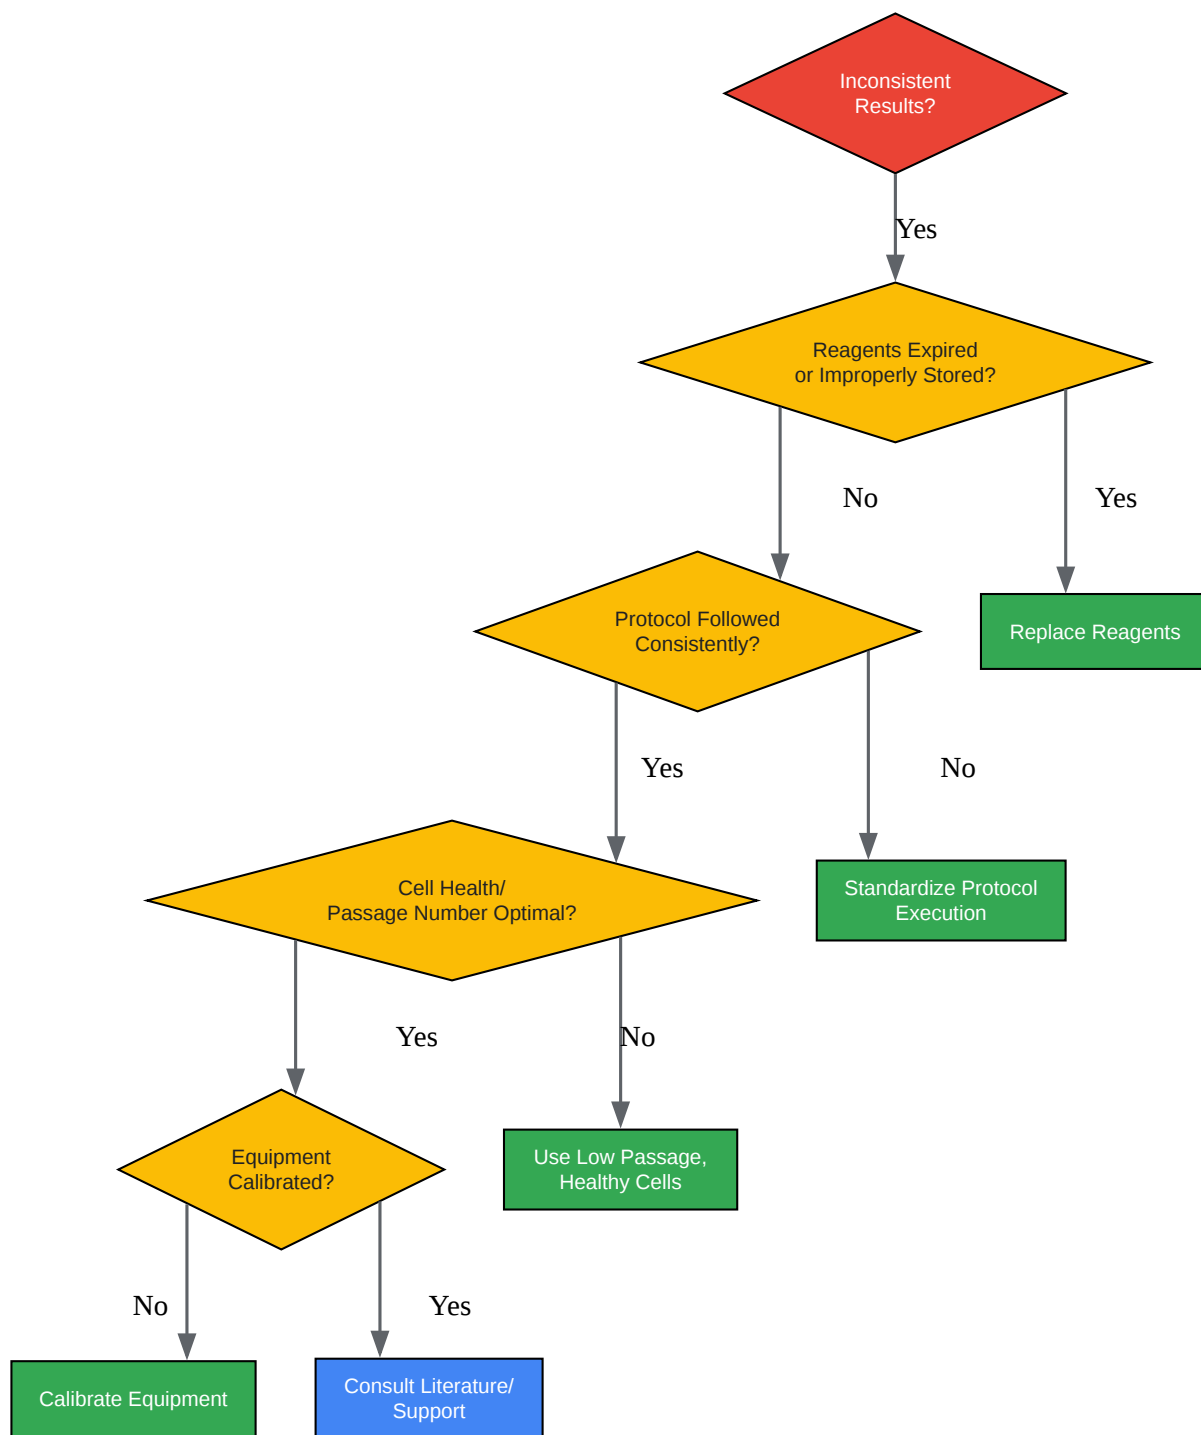 Inconsistent
Results?
Yes
Reagents Expired
or Improperly Stored?
No
Yes
Protocol Followed
Consistently?
Replace Reagents
Yes
No
Cell Health/
Passage Number Optimal?
Standardize Protocol
Execution
Yes
No
Equipment
Calibrated?
Use Low Passage,
Healthy Cells
No
Yes
Calibrate Equipment
Consult Literature/
Support